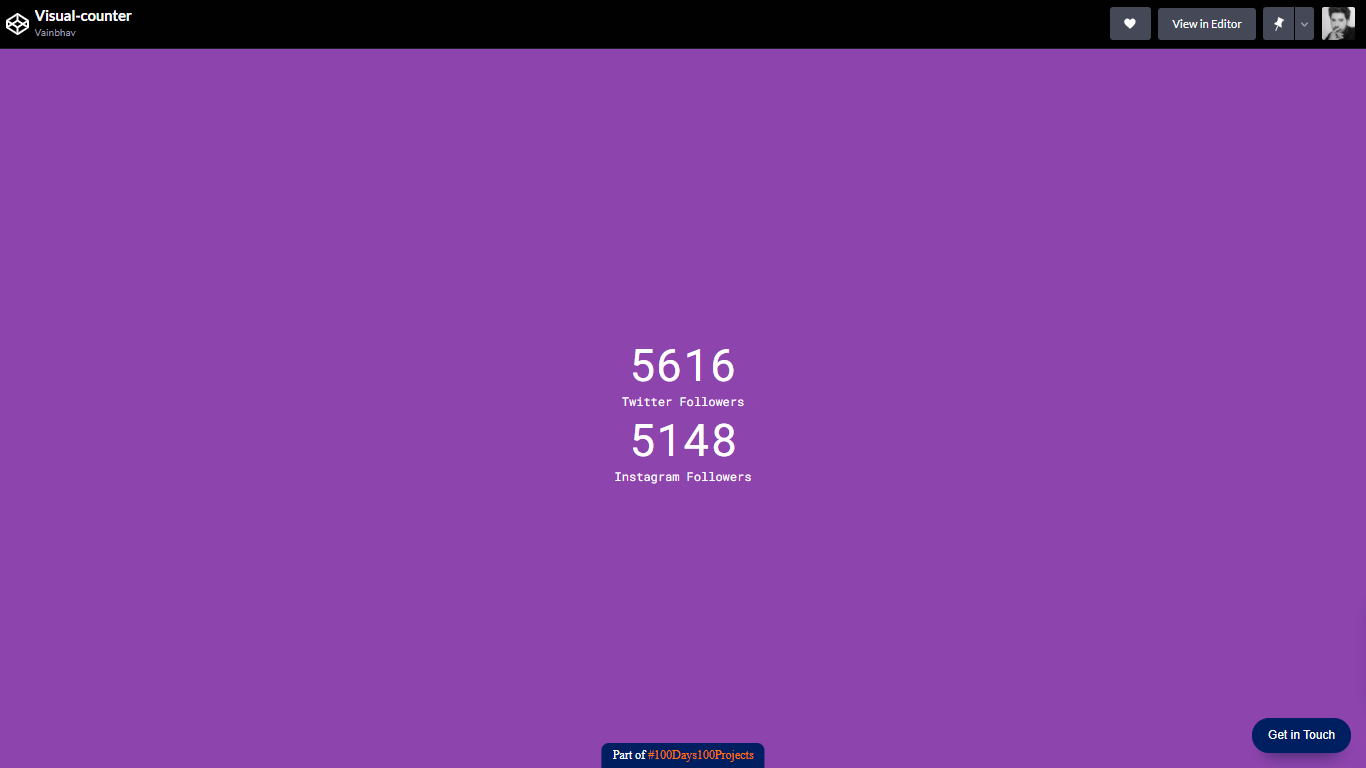 Visual-counter
Vainbhav
View in Editor
5616
Twitter Followers
5148
Instagram Followers
Get in Touch
Part of #100Days100Projects